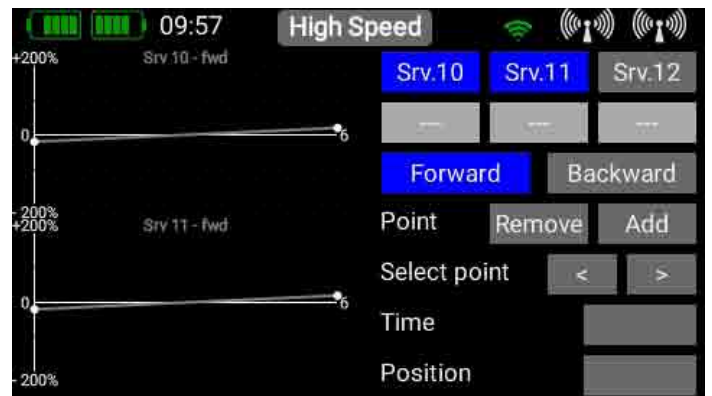 09:57 High Speed
+200% Srv 10 - fwd
0 6
- 200%
+200% Srv 11 - fwd
0 6
- 200%
Srv.10 Srv.11 Srv.12
--- --- ---
Forward Backward
Point Remove Add
Select point < >
Time
Position